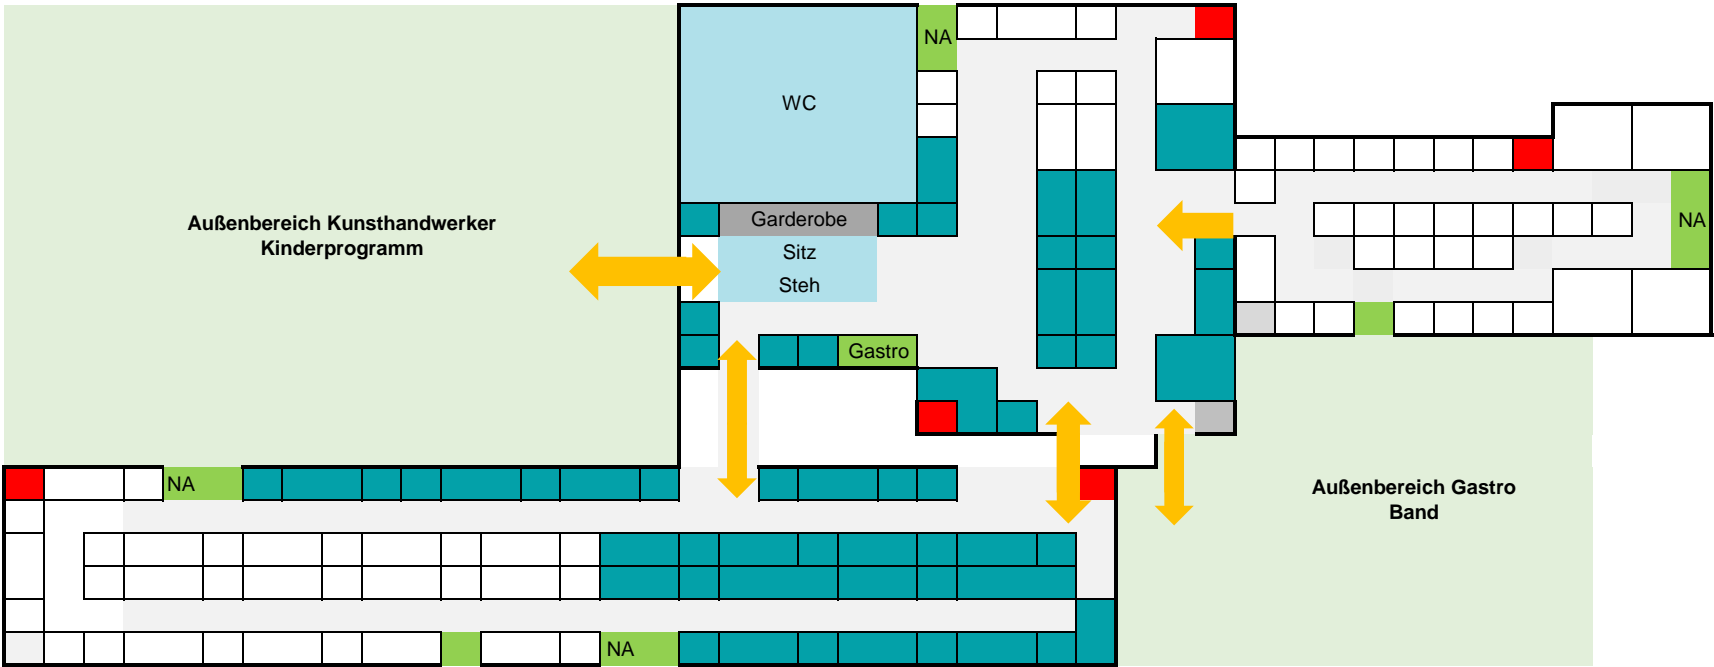 NA
WC
Garderobe
Sitz
Steh
Außenbereich Kunsthandwerker
Kinderprogramm
NA
Gastro
NA
Außenbereich Gastro
Band
NA